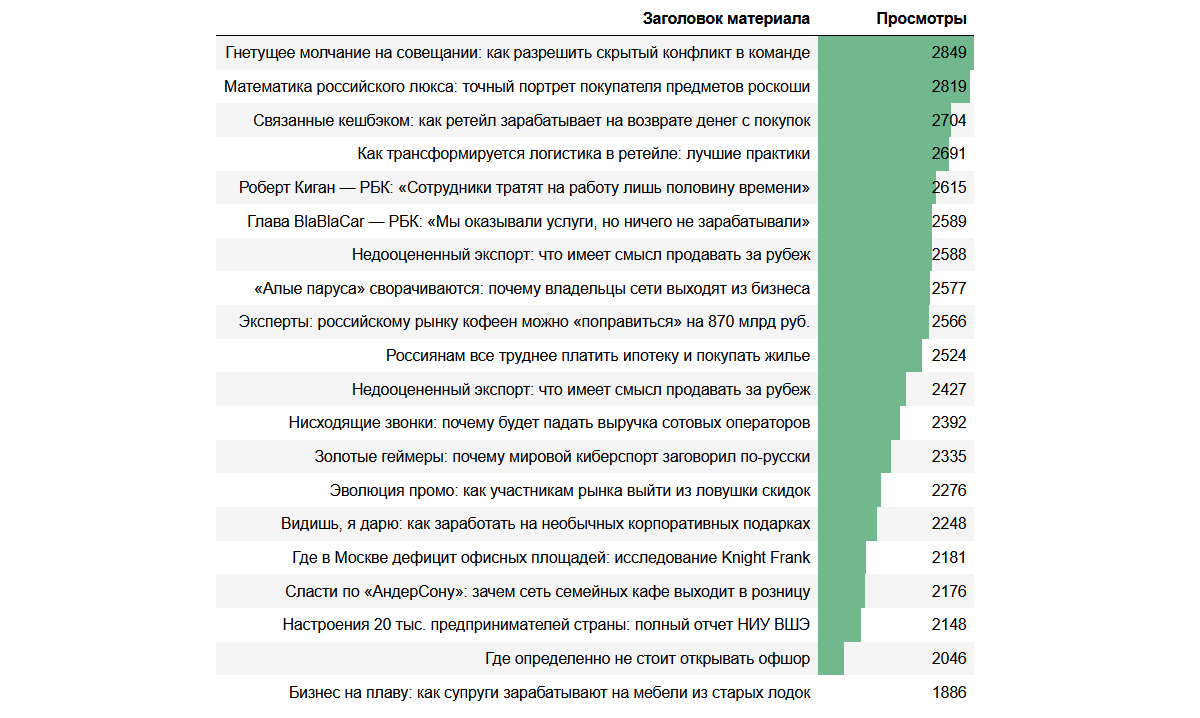 Заголовок материала Просмотры
Гнетущее молчание на совещании: как разрешить скрытый конфликт в команде 2849
Математика российского люкса: точный портрет покупателя предметов роскоши 2819
Связанные кешбэком: как ретейл зарабатывает на возврате денег с покупок 2704
Как трансформируется логистика в ретейле: лучшие практики 2691
Роберт Киган — РБК: «Сотрудники тратят на работу лишь половину времени» 2615
Глава BlaBlaCar — РБК: «Мы оказывали услуги, но ничего не зарабатывали» 2589
Недооцененный экспорт: что имеет смысл продавать за рубеж 2588
«Алые паруса» сворачиваются: почему владельцы сети выходят из бизнеса 2577
Эксперты: российскому рынку кофеен можно «поправиться» на 870 млрд руб. 2566
Россиянам все труднее платить ипотеку и покупать жилье 2524
Недооцененный экспорт: что имеет смысл продавать за рубеж 2427
Нисходящие звонки: почему будет падать выручка сотовых операторов 2392
Золотые геймеры: почему мировой киберспорт заговорил по-русски 2335
Эволюция промо: как участникам рынка выйти из ловушки скидок 2276
Видишь, я дарю: как заработать на необычных корпоративных подарках 2248
Где в Москве дефицит офисных площадей: исследование Knight Frank 2181
Сласти по «АндерСону»: зачем сеть семейных кафе выходит в розницу 2176
Настроения 20 тыс. предпринимателей страны: полный отчет НИУ ВШЭ 2148
Где определенно не стоит открывать офшор 2046
Бизнес на плаву: как супруги зарабатывают на мебели из старых лодок 1886